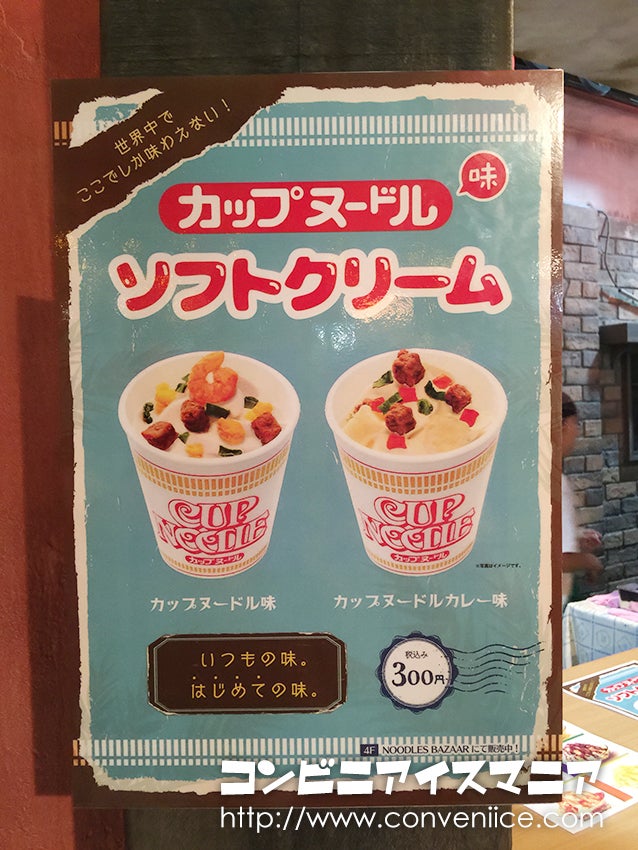 世界中で
ここでしか味わえない！
カップヌードル 味
ソフトクリーム
CUP
NOODLE
カップヌードル
CUP
NOODLE
カップヌードル
※写真はイメージです。
カップヌードル味
カップヌードルカレー味
いつもの味。
はじめての味。
税込み
300円
4F NOODLES BAZAARにて販売中！
コンビニアイスマニア
http://www.conveniice.com